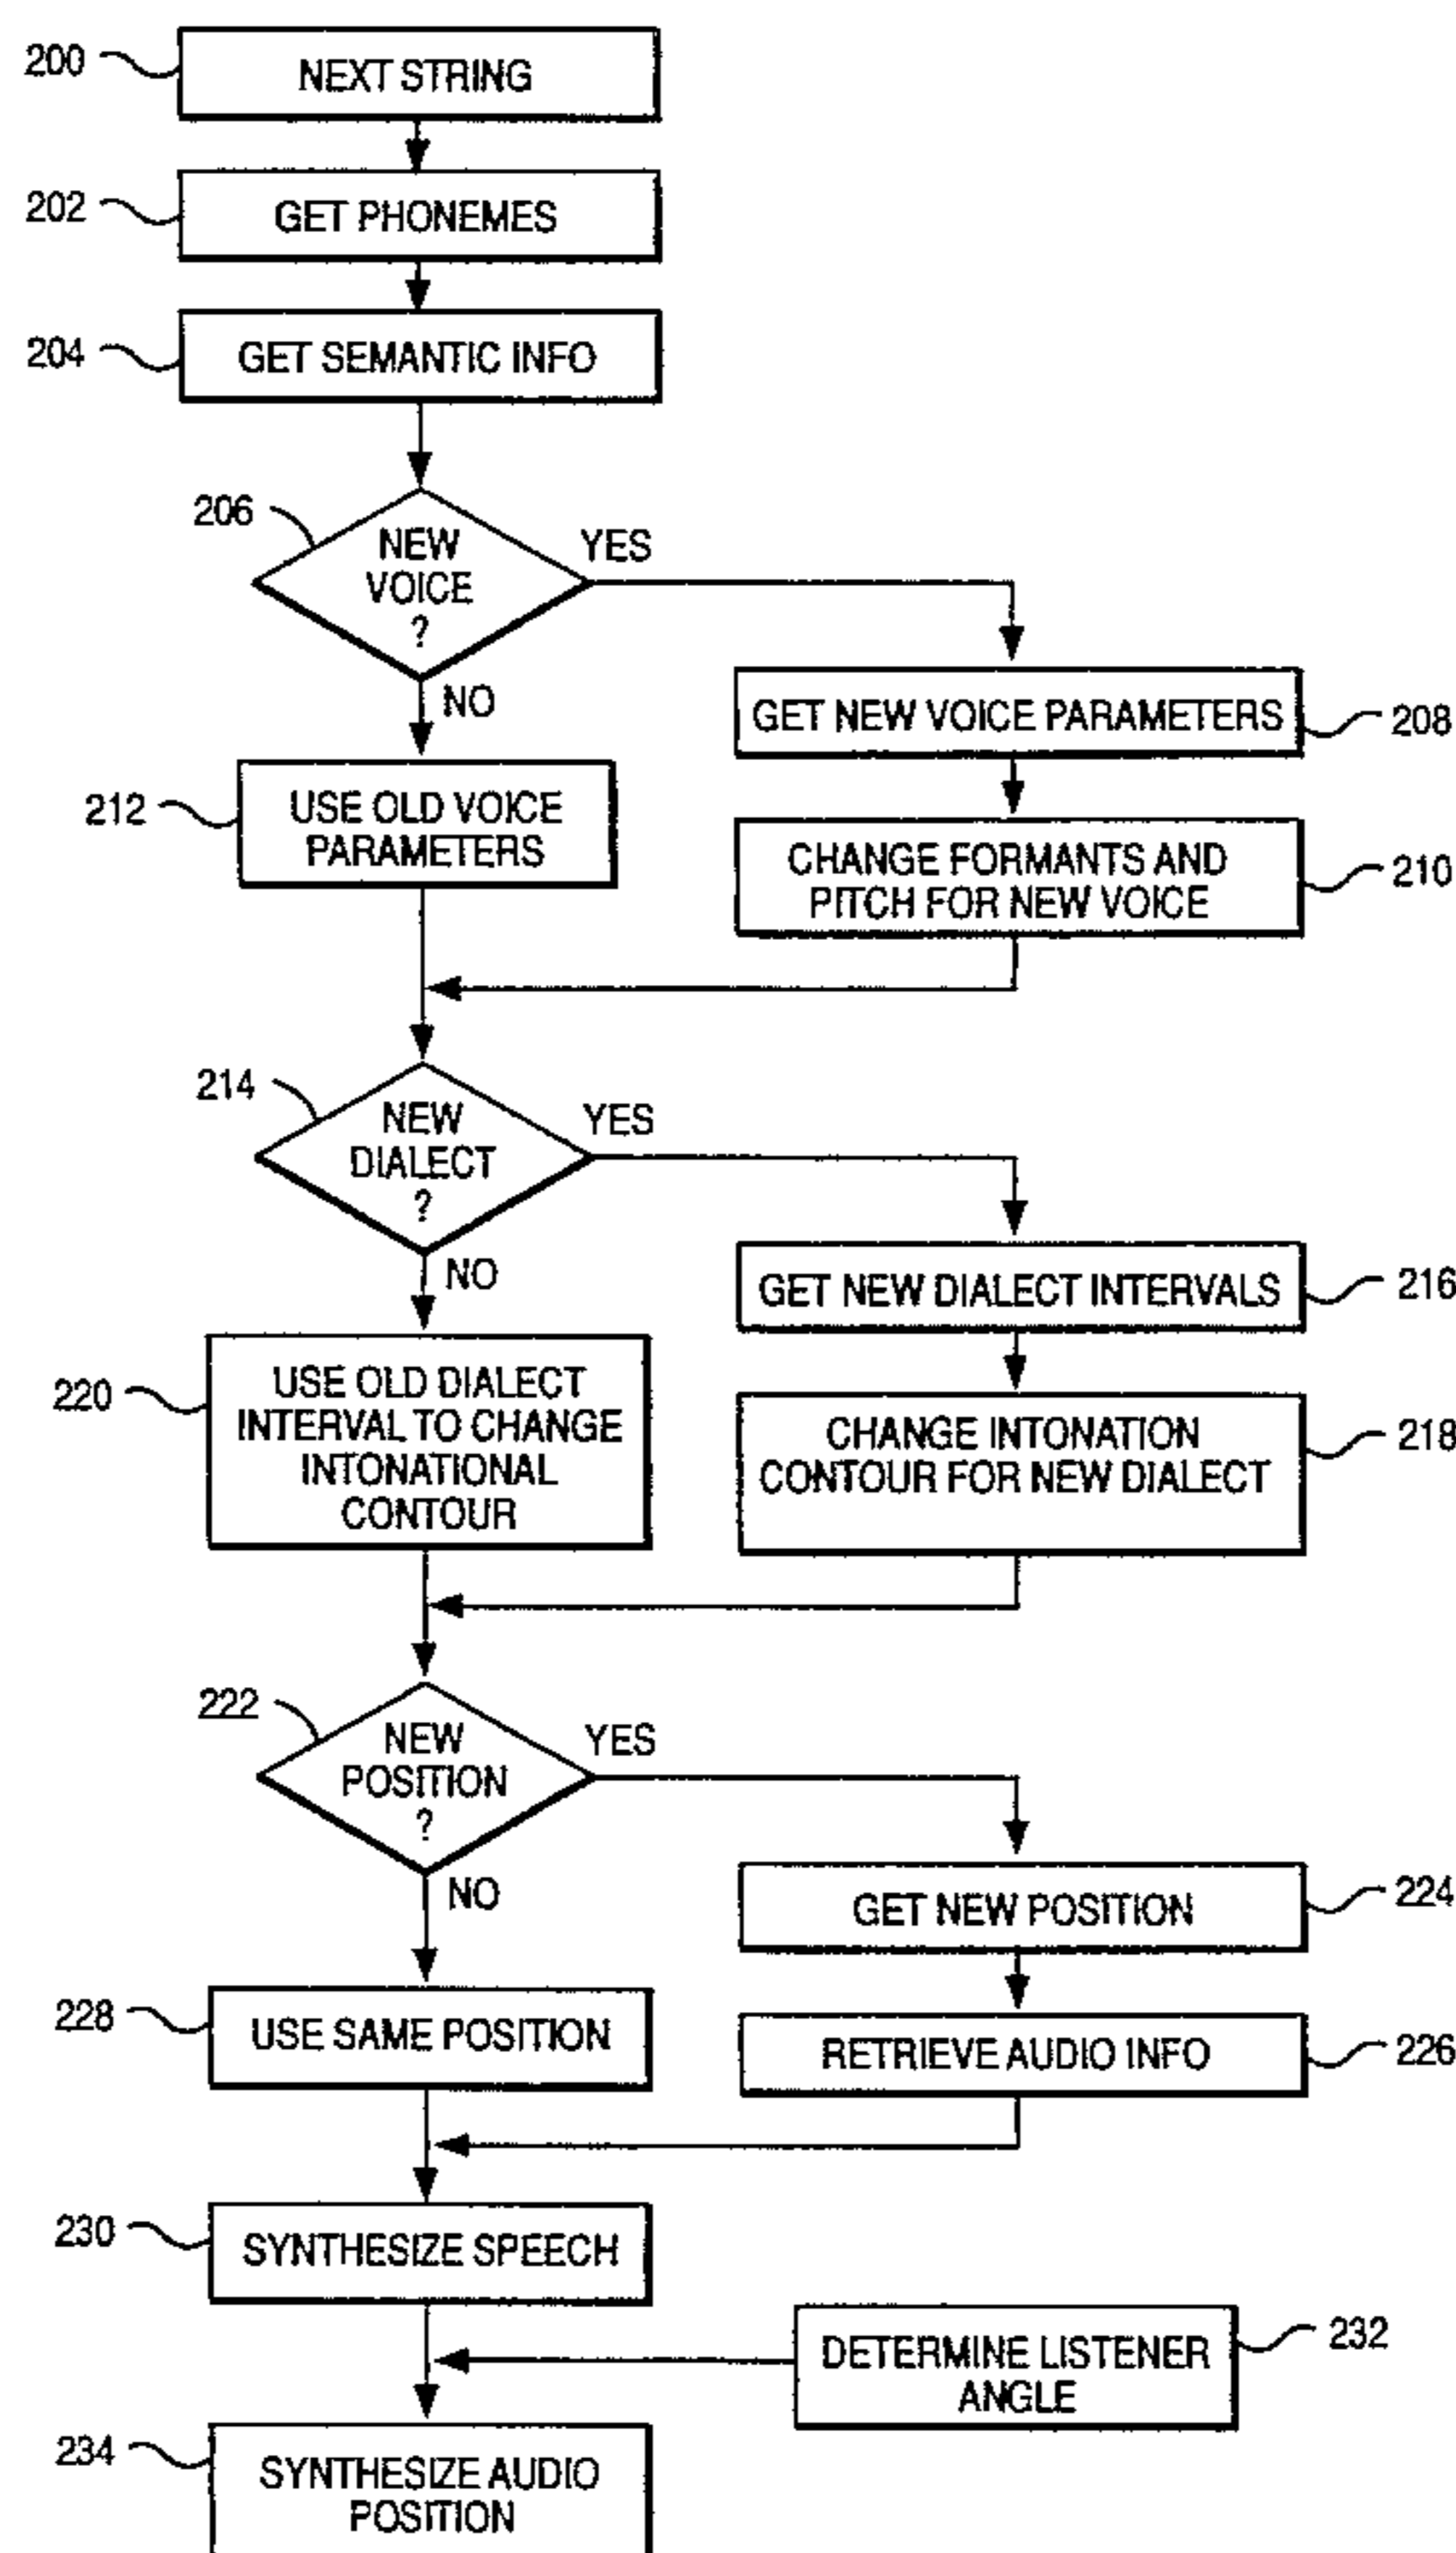 200
NEXT STRING
202
GET PHONEMES
204
GET SEMANTIC INFO
206
NEW
VOICE
?
YES
NO
GET NEW VOICE PARAMETERS
208
212
USE OLD VOICE
PARAMETERS
CHANGE FORMANTS AND
PITCH FOR NEW VOICE
210
214
NEW
DIALECT
?
YES
NO
GET NEW DIALECT INTERVALS
216
220
USE OLD DIALECT
INTERVAL TO CHANGE
INTONATIONAL
CONTOUR
CHANGE INTONATION
CONTOUR FOR NEW DIALECT
218
222
NEW
POSITION
?
YES
NO
GET NEW POSITION
224
228
USE SAME POSITION
RETRIEVE AUDIO INFO
226
230
SYNTHESIZE SPEECH
DETERMINE LISTENER
ANGLE
232
234
SYNTHESIZE AUDIO
POSITION